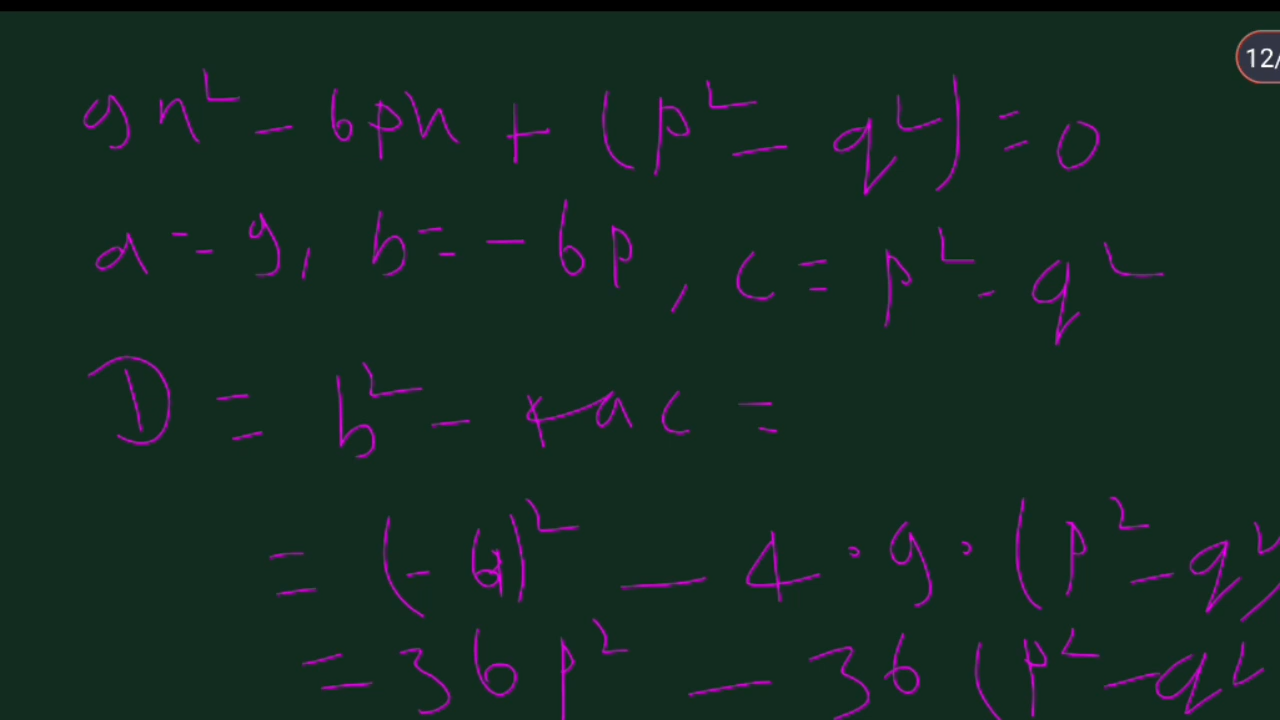 12/
9x² - 6px + (p² - q²) = 0
a = 9, b = - 6p, c = p² - q²
D = b² - 4ac =
= (- 6)² - 4 · 9 · (p² - q²)
= 36p² - 36 (p² - q²